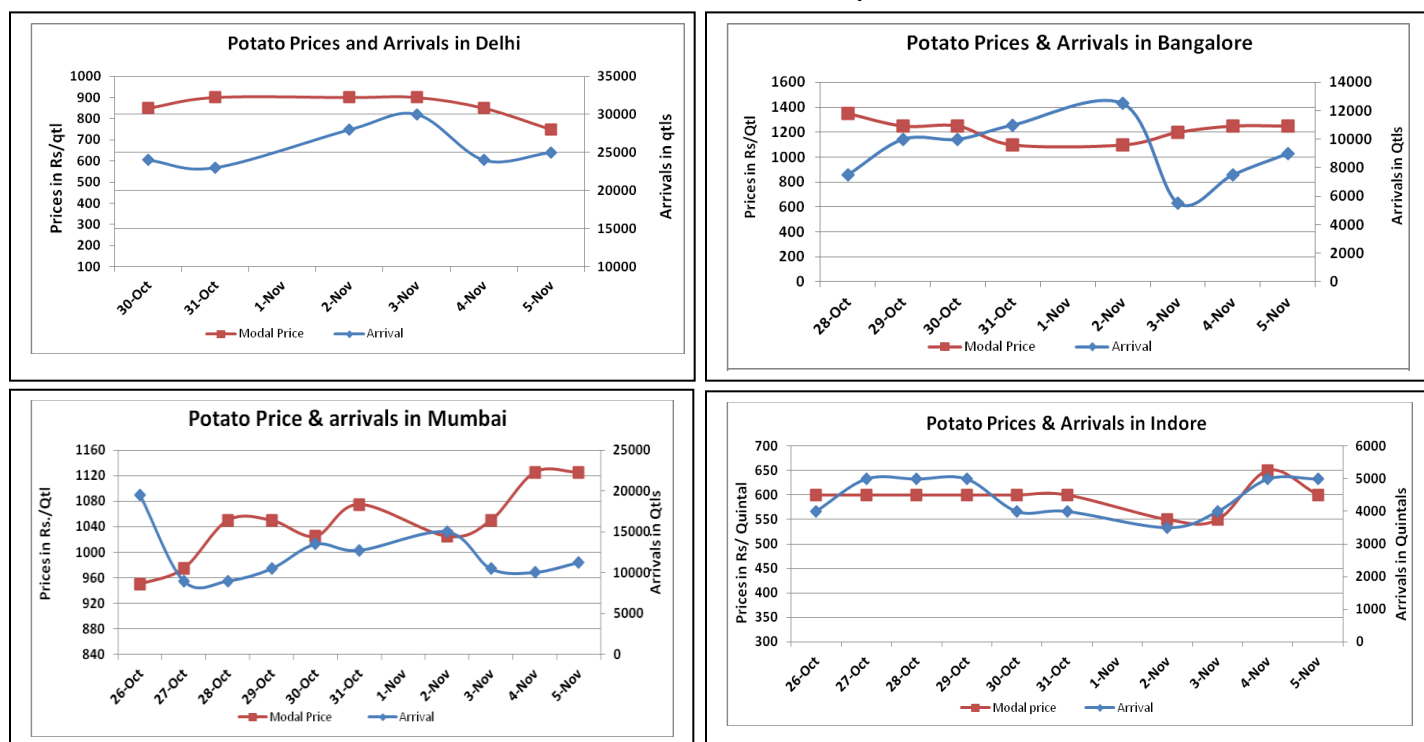 Potato Prices and Arrivals in Delhi
Prices in Rs/qtl
1000
900
800
700
600
500
400
300
200
100
35000
30000
25000
20000
15000
10000
Arrivals in qtls
30-Oct
31-Oct
1-Nov
2-Nov
3-Nov
4-Nov
5-Nov
Modal Price
Arrival
Potato Prices & Arrivals in Bangalore
Prices in Rs/Qtl
1600
1400
1200
1000
800
600
400
200
0
14000
12000
10000
8000
6000
4000
2000
0
Arrivals in Qtls
28-Oct
29-Oct
30-Oct
31-Oct
1-Nov
2-Nov
3-Nov
4-Nov
5-Nov
Modal Price
Arrival
Potato Price & arrivals in Mumbai
Prices in Rs./Qtl
1160
1120
1080
1040
1000
960
920
880
840
25000
20000
15000
10000
5000
0
Arrivals in Qtls
26-Oct
27-Oct
28-Oct
29-Oct
30-Oct
31-Oct
1-Nov
2-Nov
3-Nov
4-Nov
5-Nov
Modal Price
Arrival
Potato Prices & Arrivals in Indore
Prices in Rs/ Quintal
700
650
600
550
500
450
400
350
300
6000
5000
4000
3000
2000
1000
0
Arrivals in Quintals
26-Oct
27-Oct
28-Oct
29-Oct
30-Oct
31-Oct
1-Nov
2-Nov
3-Nov
4-Nov
5-Nov
Modal price
Arrival